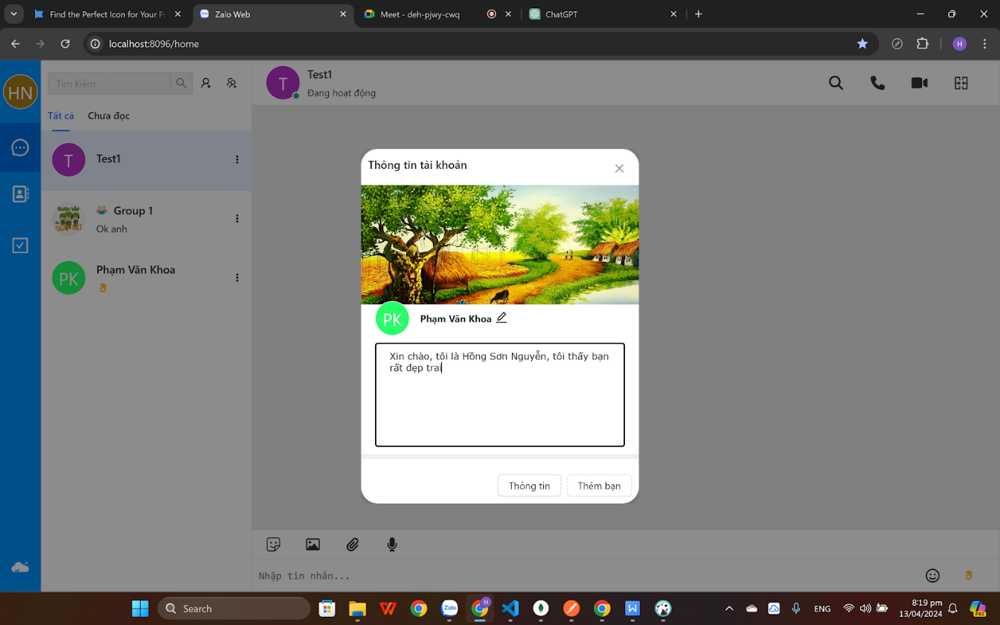 Find the Perfect Icon for Your P
Zalo Web
Meet - deh-pjwy-cwq
ChatGPT
localhost:8096/home
H
HN
Tìm kiếm
Tất cả
Chưa đọc
T
Test1
Group 1
Ok anh
PK
Phạm Văn Khoa
T
Test1
Đang hoạt động
Thông tin tài khoản
PK
Phạm Văn Khoa
Xin chào, tôi là Hồng Sơn Nguyễn, tôi thấy bạn
rất đẹp trai
Thông tin
Thêm bạn
Nhập tin nhắn...
Search
Zalo
H
W
ENG
8:19 pm
13/04/2024
PRE